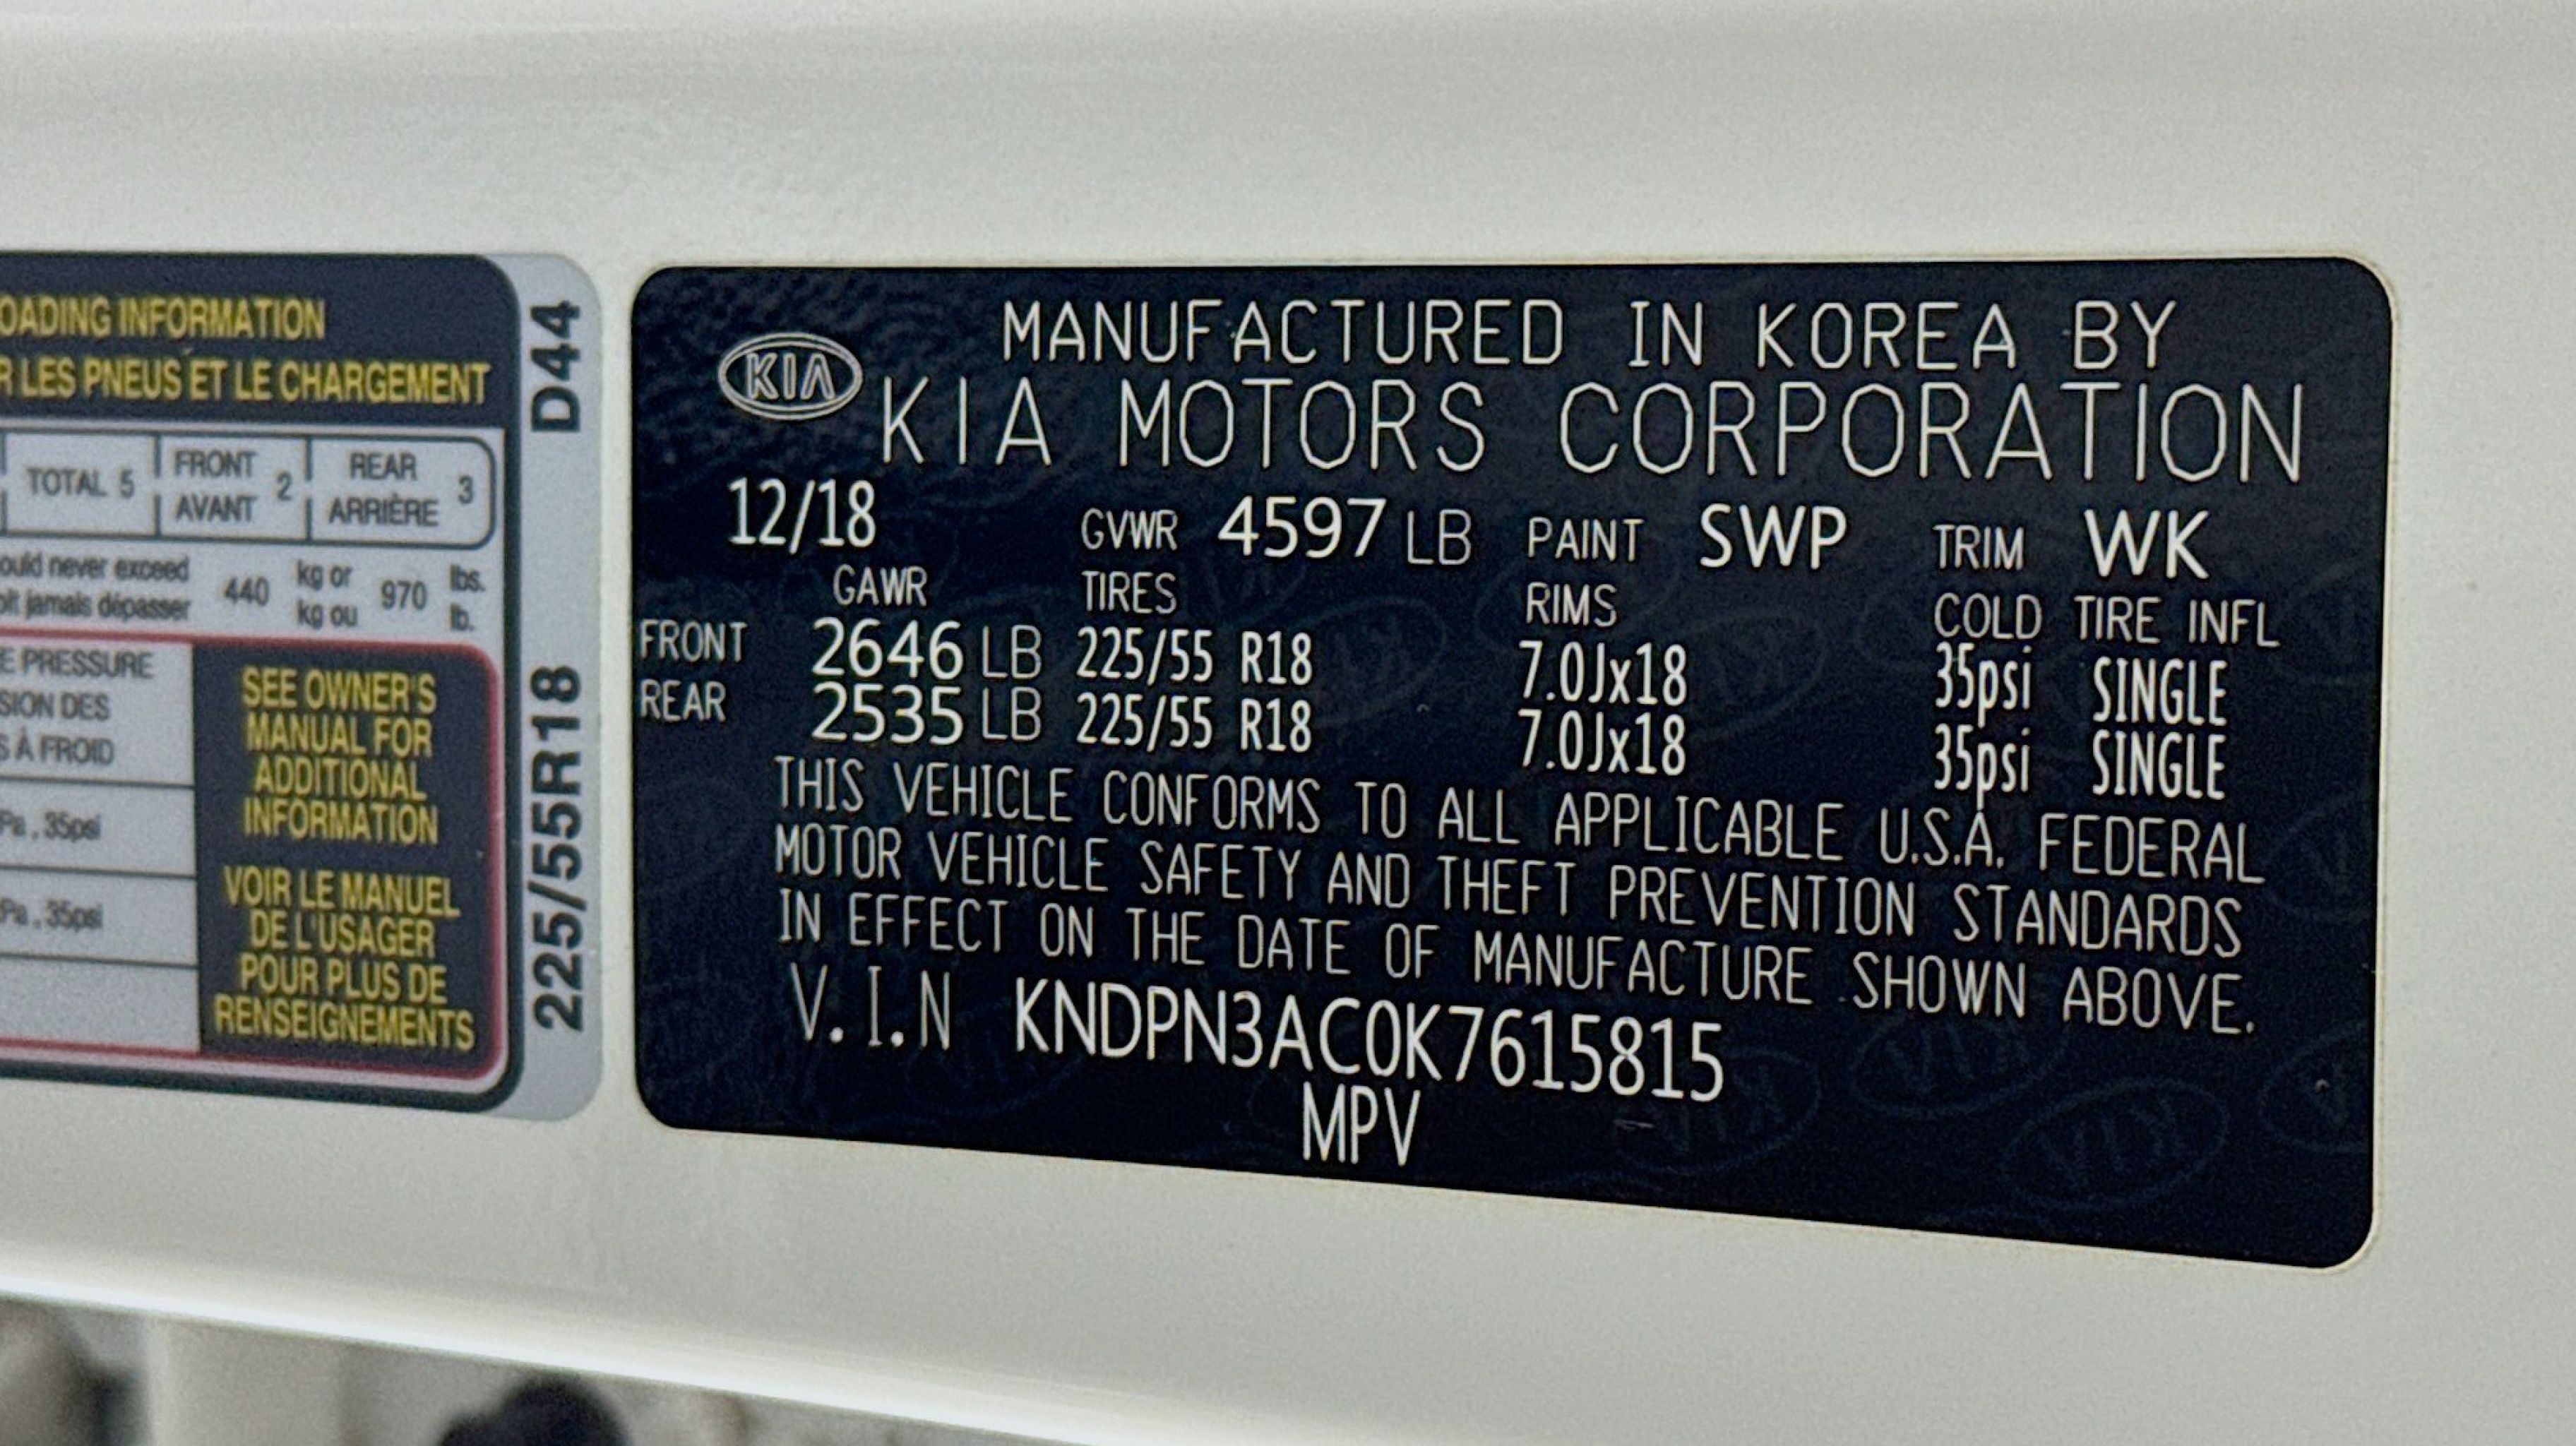 OADING INFORMATION
R LES PNEUS ET LE CHARGEMENT
TOTAL 5
FRONT
AVANT
2
REAR
ARRIÈRE
3
ould never exceed
oit jamais dépasser
440
kg or
kg ou
970
lbs.
lb.
E PRESSURE
SION DES
S À FROID
Pa , 35psi
Pa , 35psi
SEE OWNER'S
MANUAL FOR
ADDITIONAL
INFORMATION
VOIR LE MANUEL
DE L'USAGER
POUR PLUS DE
RENSEIGNEMENTS
D44
225/55R18
KIA
MANUFACTURED IN KOREA BY
KIA MOTORS CORPORATION
12/18 GVWR 4597 LB PAINT SWP TRIM WK
GAWR TIRES RIMS COLD TIRE INFL
FRONT 2646 LB 225/55 R18 7.0Jx18 35psi SINGLE
REAR 2535 LB 225/55 R18 7.0Jx18 35psi SINGLE
THIS VEHICLE CONFORMS TO ALL APPLICABLE U.S.A. FEDERAL
MOTOR VEHICLE SAFETY AND THEFT PREVENTION STANDARDS
IN EFFECT ON THE DATE OF MANUFACTURE SHOWN ABOVE.
V.I.N KNDPN3AC0K7615815
MPV